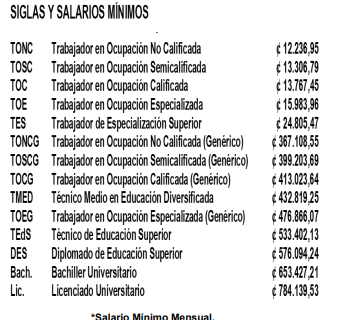 SIGLAS Y SALARIOS MÍNIMOS
TONC Trabajador en Ocupación No Calificada ¢ 12.236,95
TOSC Trabajador en Ocupación Semicalificada ¢ 13.306,79
TOC Trabajador en Ocupación Calificada ¢ 13.767,45
TOE Trabajador en Ocupación Especializada ¢ 15.983,96
TES Trabajador de Especialización Superior ¢ 24.805,47
TONCG Trabajador en Ocupación No Calificada (Genérico) ¢ 367.108,55
TOSCG Trabajador en Ocupación Semicalificada (Genérico) ¢ 399.203,69
TOCG Trabajador en Ocupación Calificada (Genérico) ¢ 413.023,64
TMED Técnico Medio en Educación Diversificada ¢ 432.819,25
TOEG Trabajador en Ocupación Especializada (Genérico) ¢ 476.866,07
TEdS Técnico de Educación Superior ¢ 533.402,13
DES Diplomado de Educación Superior ¢ 576.094,24
Bach. Bachiller Universitario ¢ 653.427,21
Lic. Licenciado Universitario ¢ 784.139,53
*Salario Mínimo Mensual.